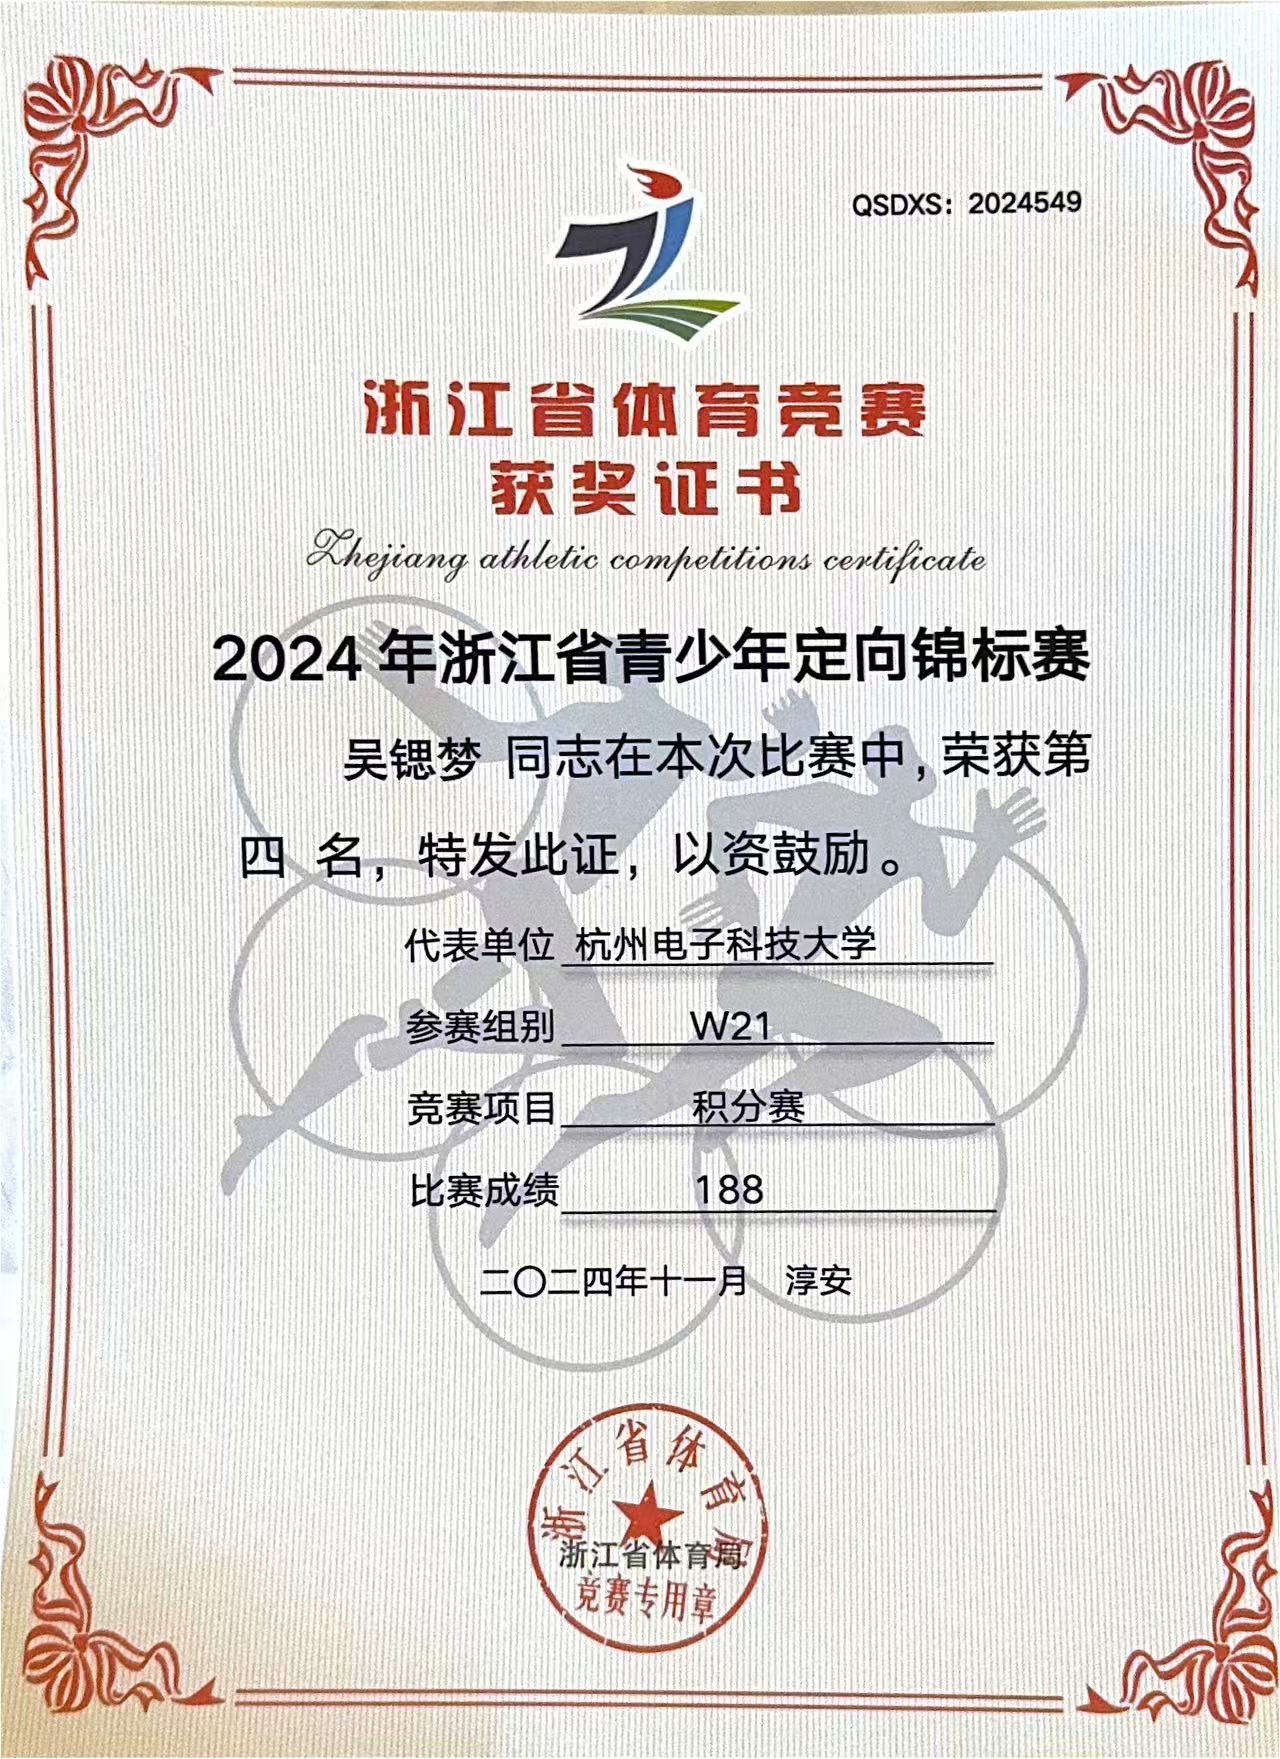 QSDXS：2024549
浙江省体育竞赛
获奖证书
Zhejiang athletic competitions certificate
2024 年浙江省青少年定向锦标赛
吴锶梦 同志在本次比赛中，荣获第
四 名，特发此证，以资鼓励。
代表单位 杭州电子科技大学
参赛组别 W21
竞赛项目 积分赛
比赛成绩 188
二〇二四年十一月 淳安
浙江省体育局
浙江省体育局
竞赛专用章